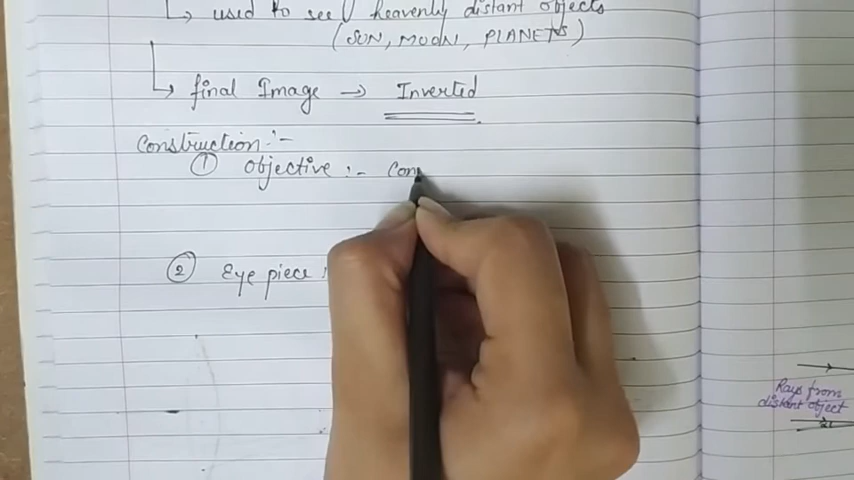 ↳ used to see heavenly distant objects
(SUN, MOON, PLANETS)
↳ final Image → Inverted
Construction :-
① Objective :- Con
② Eye piece :
Rays from
distant object